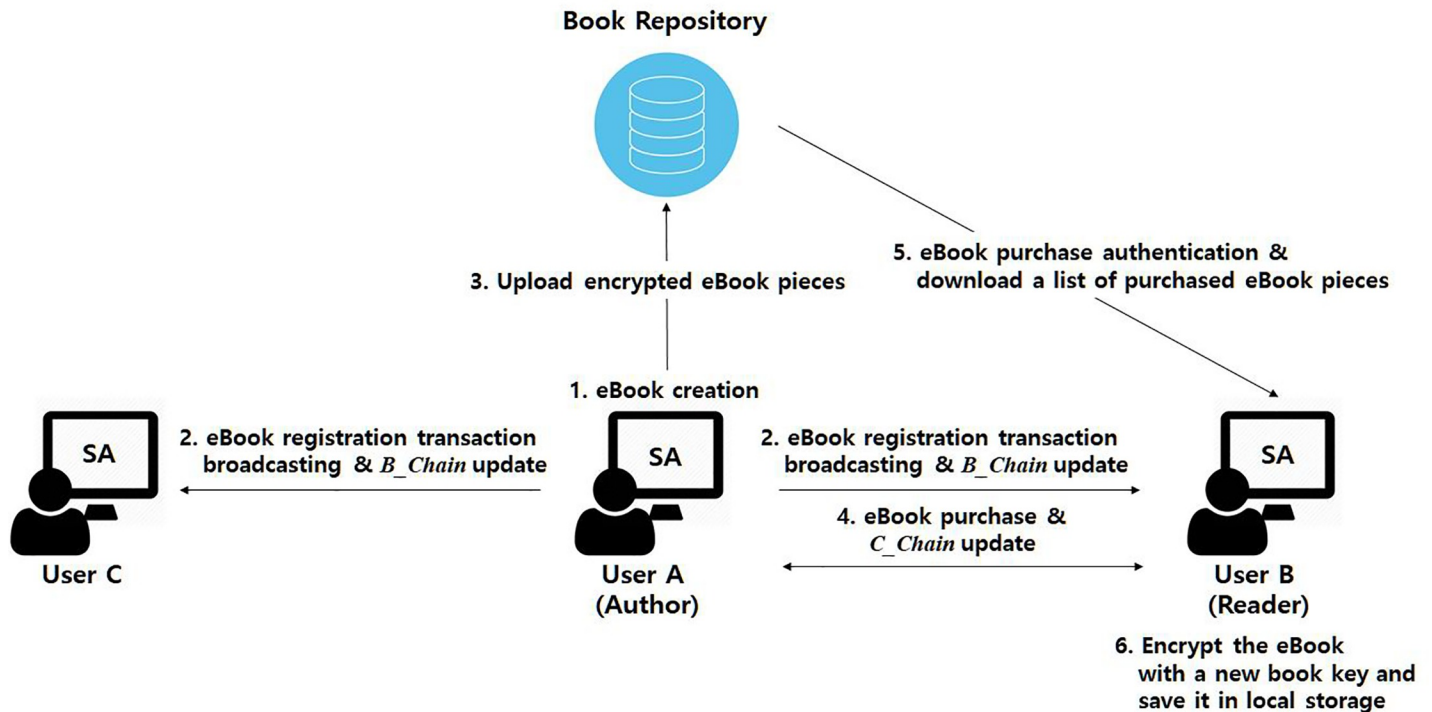 Book Repository
5. eBook purchase authentication &
download a list of purchased eBook pieces
3. Upload encrypted eBook pieces
1. eBook creation
SA
2. eBook registration transaction
broadcasting & B_Chain update
SA
2. eBook registration transaction
broadcasting & B_Chain update
SA
4. eBook purchase &
C_Chain update
User C
User A
(Author)
User B
(Reader)
6. Encrypt the eBook
with a new book key and
save it in local storage